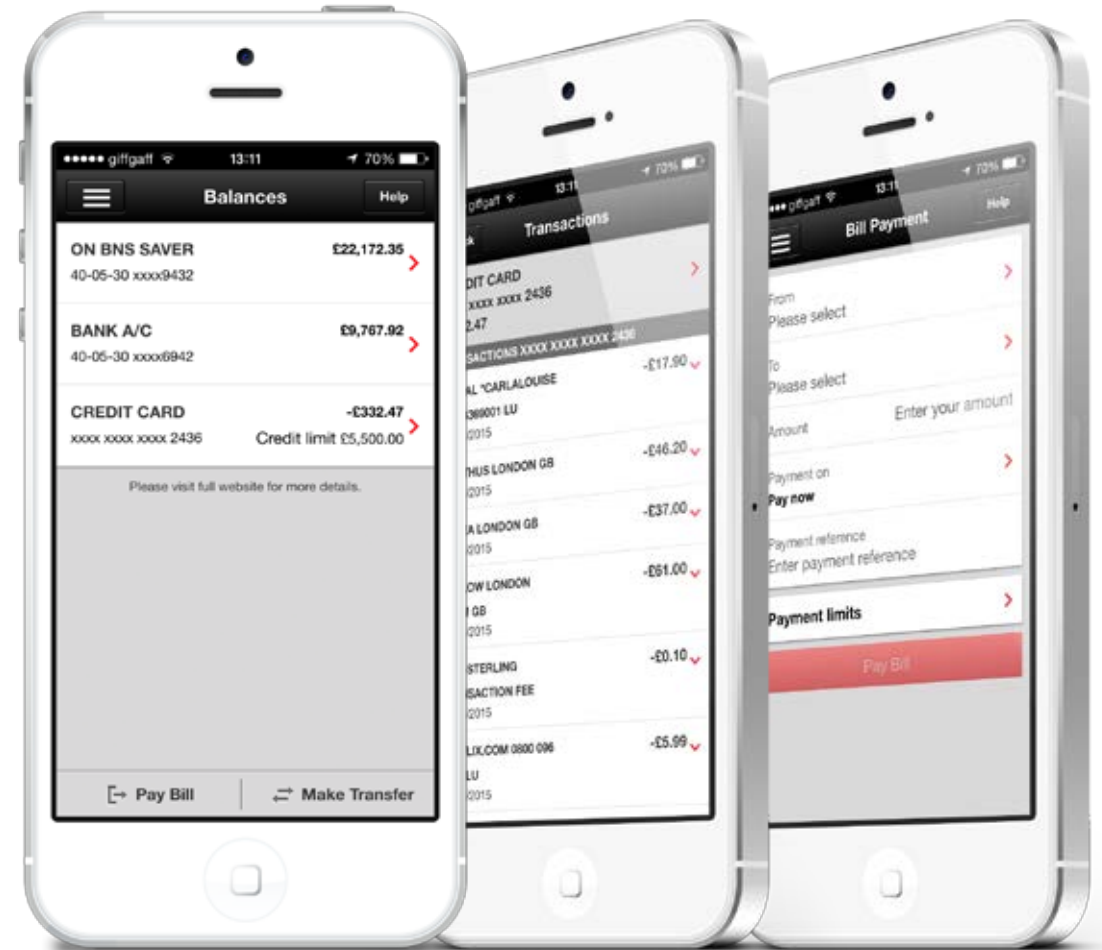 giffgaff 13:11 70%
Balances Help
ON BNS SAVER £22,172.35
40-05-30 xxxx9432
BANK A/C £9,767.92
40-05-30 xxxx6942
CREDIT CARD -£332.47
xxxx xxxx xxxx 2436 Credit limit £5,500.00
Please visit full website for more details.
Pay Bill Make Transfer
giffgaff 13:11 70%
Transactions
DIT CARD
xxxx xxxx 2436
2.47
SACTIONS XXXX XXXX XXXX 2436
AL *CARLALOUISE -£17.90
369001 LU
2015
THUS LONDON GB -£46.20
2015
A LONDON GB -£37.00
2015
OW LONDON -£61.00
GB
2015
STERLING -£0.10
SACTION FEE
2015
LIX.COM 0800 096 -£5.99
LU
2015
giffgaff 13:11 70%
Bill Payment Help
From
Please select
To
Please select
Amount Enter your amount
Payment on
Pay now
Payment reference
Enter payment reference
Payment limits
Pay Bill